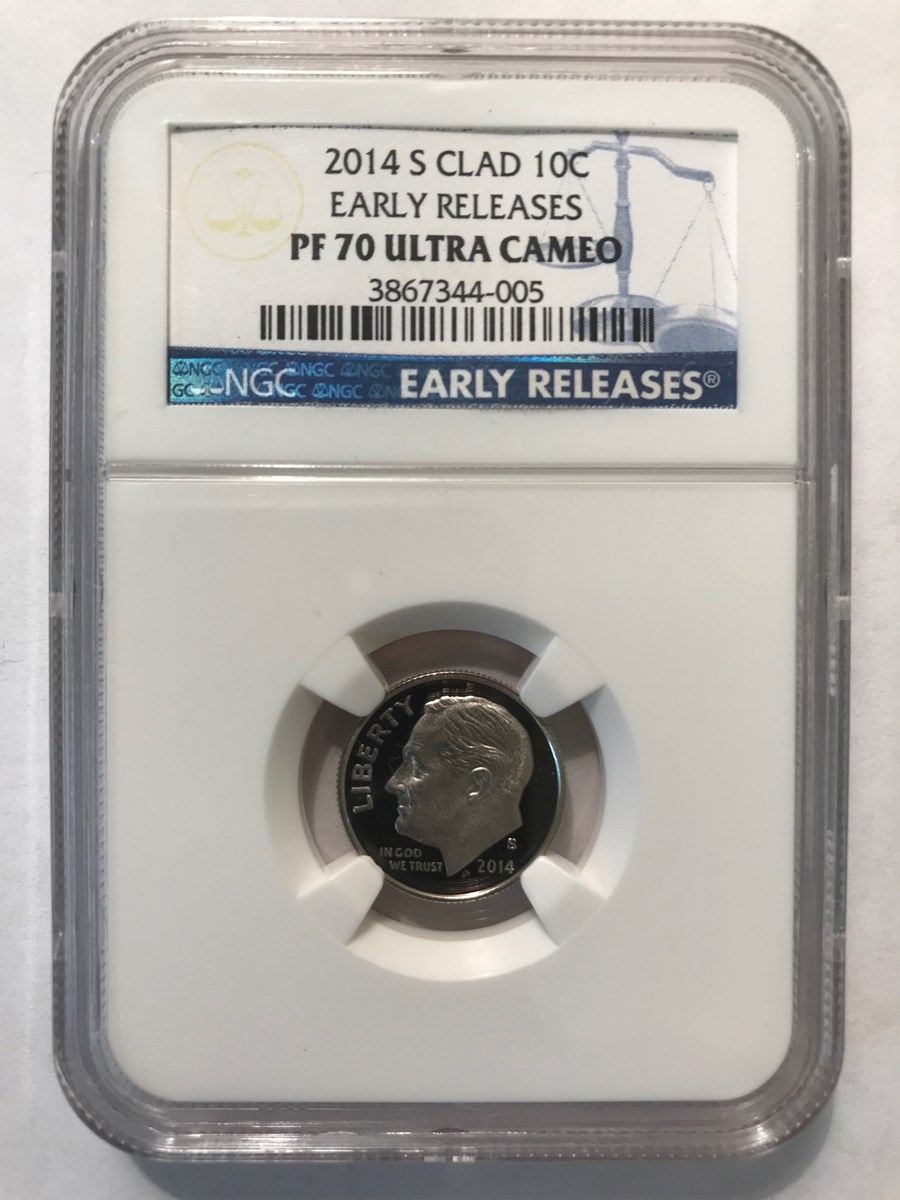 2014 S CLAD 10C
EARLY RELEASES
PF 70 ULTRA CAMEO
3867344-005
NGC EARLY RELEASES®
LIBERTY
IN GOD
WE TRUST
S
2014